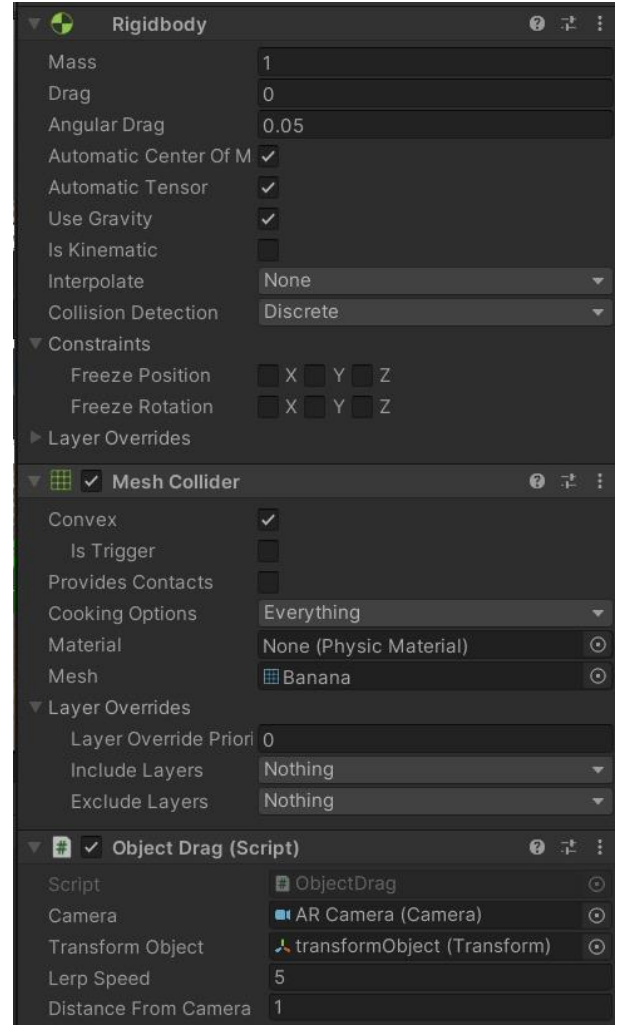 Rigidbody
Mass 1
Drag 0
Angular Drag 0.05
Automatic Center Of M
Automatic Tensor
Use Gravity
Is Kinematic
Interpolate None
Collision Detection Discrete
Constraints
Freeze Position X Y Z
Freeze Rotation X Y Z
Layer Overrides
Mesh Collider
Convex
Is Trigger
Provides Contacts
Cooking Options Everything
Material None (Physic Material)
Mesh Banana
Layer Overrides
Layer Override Priori 0
Include Layers Nothing
Exclude Layers Nothing
# Object Drag (Script)
Script # ObjectDrag
Camera AR Camera (Camera)
Transform Object transformObject (Transform)
Lerp Speed 5
Distance From Camera 1